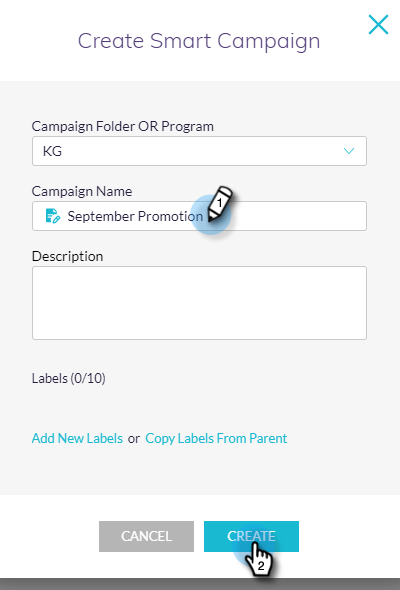 Create Smart Campaign
Campaign Folder OR Program
KG
Campaign Name
September Promotion
1
Description
Labels (0/10)
Add New Labels or Copy Labels From Parent
CANCEL CREATE
2